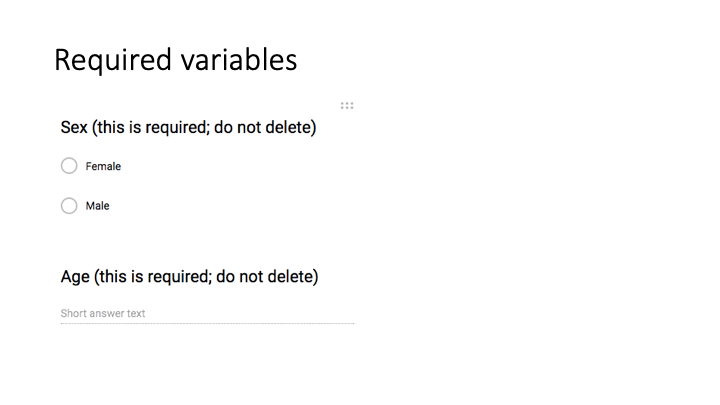 Required variables
Sex (this is required; do not delete)
Female
Male
Age (this is required; do not delete)
Short answer text